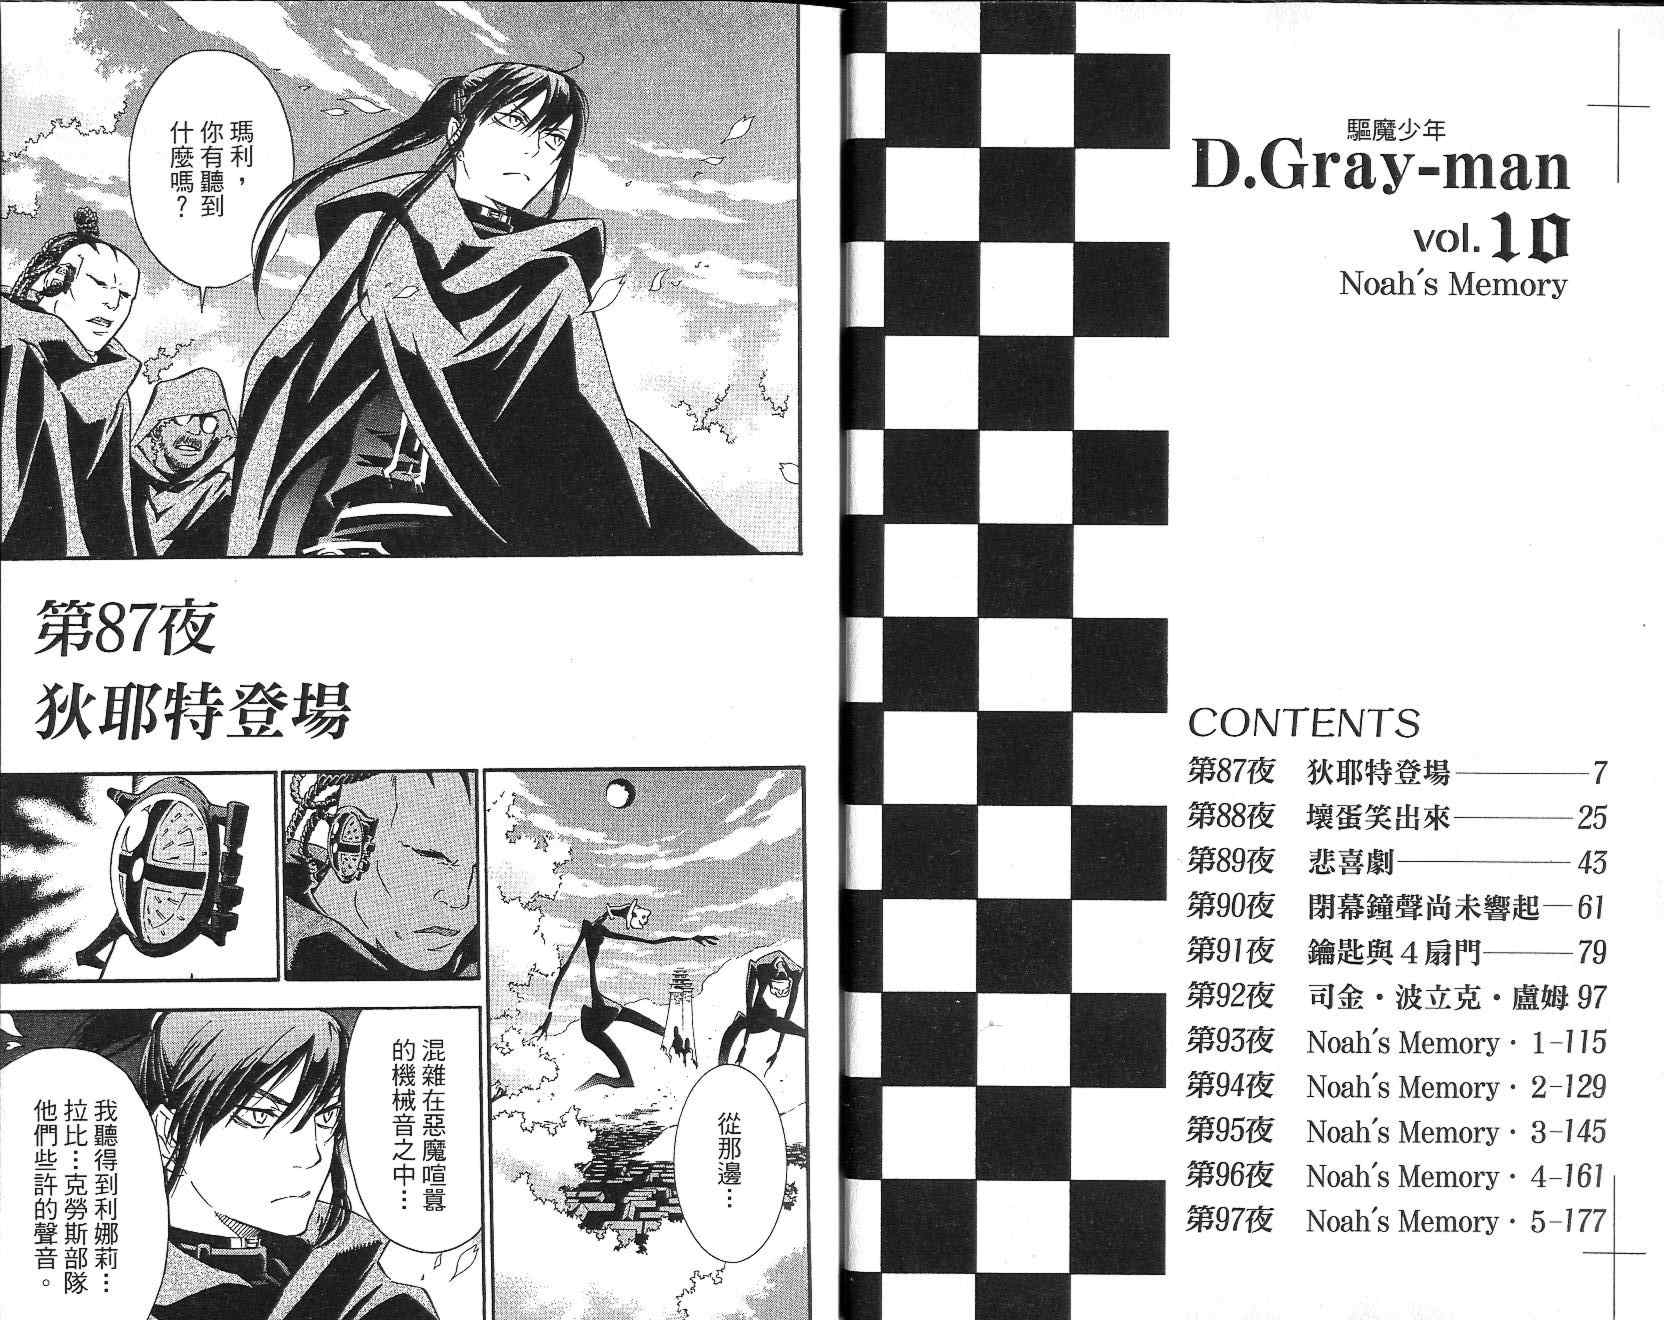 驅魔少年
D.Gray-man
vol. 10
Noah's Memory
CONTENTS
第87夜 狄耶特登場 7
第88夜 壞蛋笑出來 25
第89夜 悲喜劇 43
第90夜 閉幕鐘聲尚未響起 61
第91夜 鑰匙與4扇門 79
第92夜 司金・波立克・盧姆 97
第93夜 Noah's Memory・1-115
第94夜 Noah's Memory・2-129
第95夜 Noah's Memory・3-145
第96夜 Noah's Memory・4-161
第97夜 Noah's Memory・5-177
瑪利，
你有聽到
什麼嗎？
第87夜
狄耶特登場
從那邊…
混雜在惡魔喧囂
的機械音之中…
我聽得到利娜莉…
拉比…克勞斯部隊
他們些許的聲音。